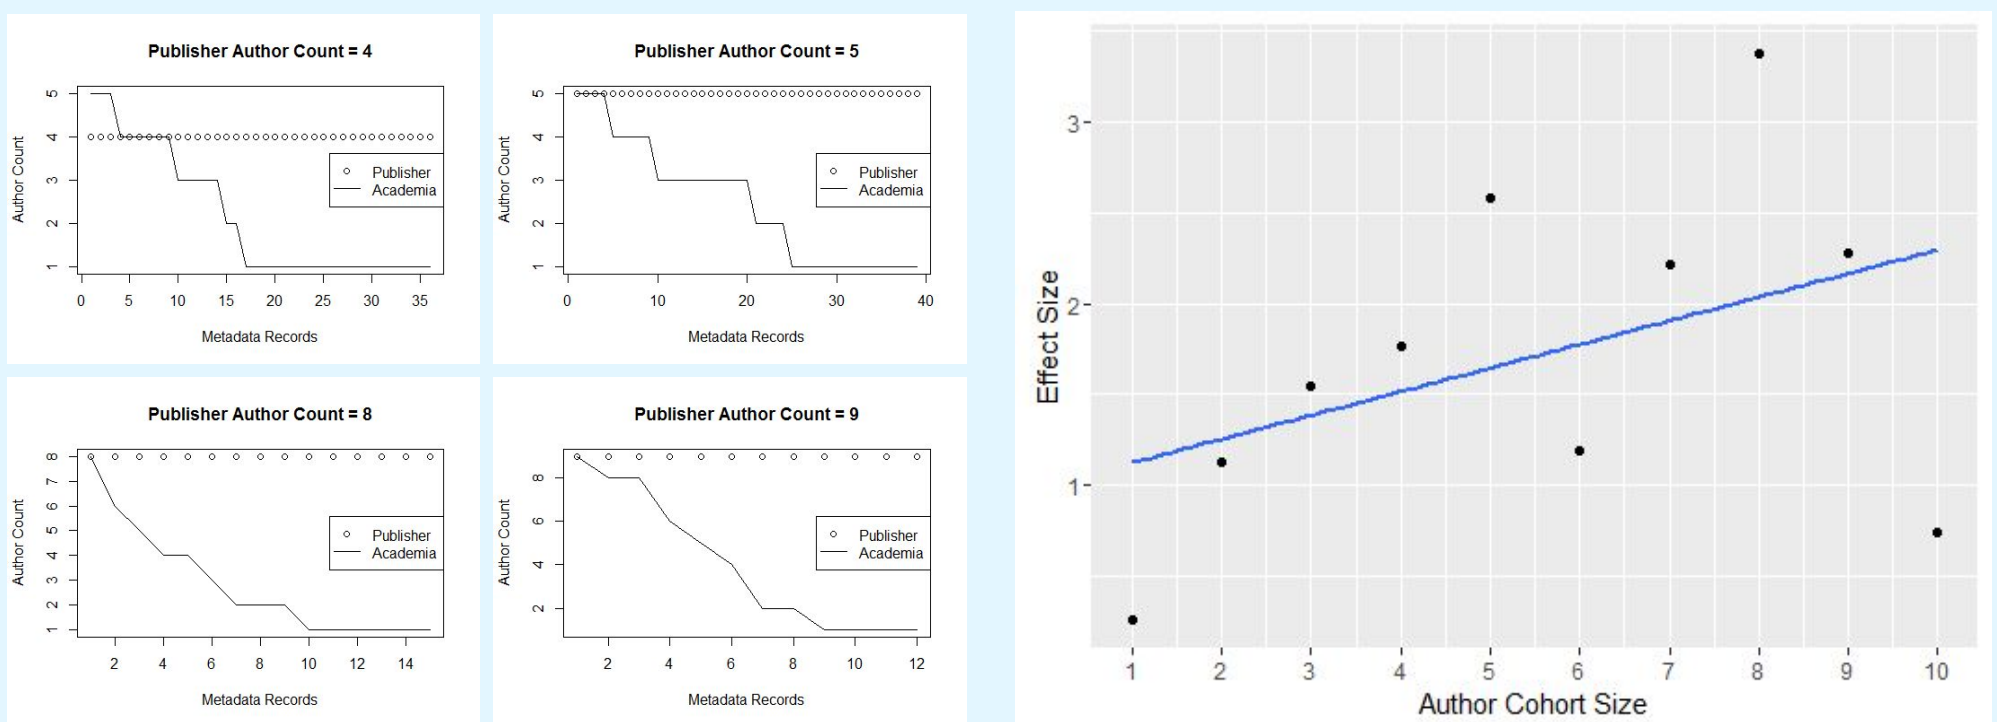 Publisher Author Count = 4
Author Count
5
4
3
2
1
Publisher
Academia
0 5 10 15 20 25 30 35
Metadata Records
Publisher Author Count = 5
Author Count
5
4
3
2
1
Publisher
Academia
0 10 20 30 40
Metadata Records
Publisher Author Count = 8
Author Count
8
7
6
5
4
3
2
1
Publisher
Academia
2 4 6 8 10 12 14
Metadata Records
Publisher Author Count = 9
Author Count
8
6
4
2
Publisher
Academia
2 4 6 8 10 12
Metadata Records
Effect Size
3
2
1
1 2 3 4 5 6 7 8 9 10
Author Cohort Size